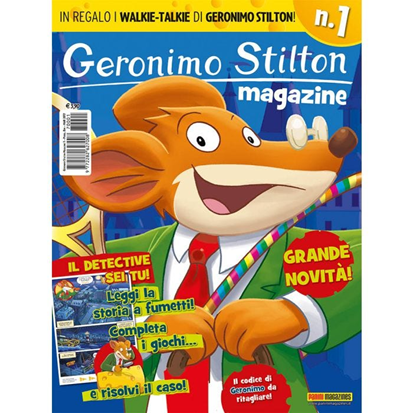 IN REGALO I WALKIE-TALKIE DI GERONIMO STILTON!
n.1
Geronimo Stilton
magazine
IL DETECTIVE
SEI TU!
Leggi la
storia a fumetti!
Completa
i giochi...
e risolvi il caso!
GRANDE
NOVITÀ!
Il codice di
Geronimo da
ritagliare!
PANINI MAGAZINES